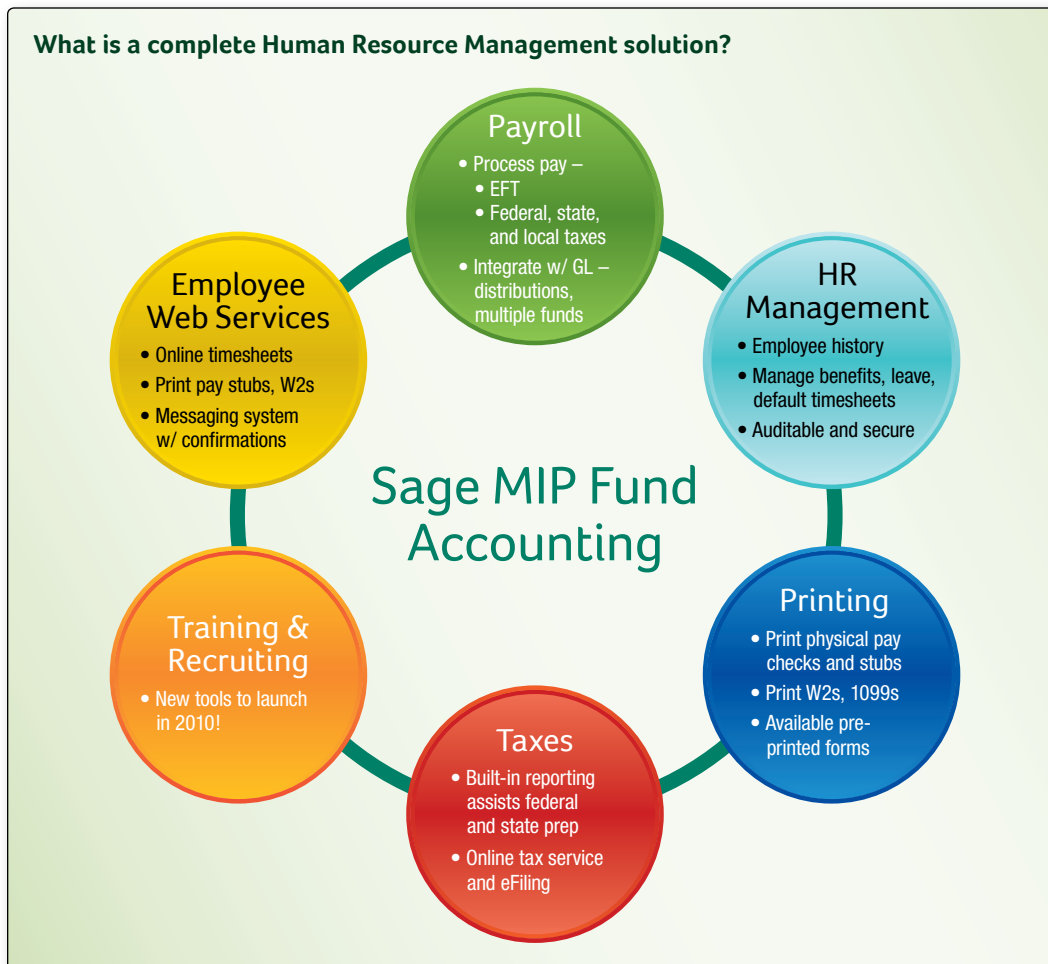 What is a complete Human Resource Management solution?
Payroll
• Process pay –
• EFT
• Federal, state,
and local taxes
• Integrate w/ GL –
distributions,
multiple funds
HR
Management
• Employee history
• Manage benefits, leave,
default timesheets
• Auditable and secure
Printing
• Print physical pay
checks and stubs
• Print W2s, 1099s
• Available pre-
printed forms
Taxes
• Built-in reporting
assists federal
and state prep
• Online tax service
and eFiling
Training &
Recruiting
• New tools to launch
in 2010!
Employee
Web Services
• Online timesheets
• Print pay stubs, W2s
• Messaging system
w/ confirmations
Sage MIP Fund
Accounting